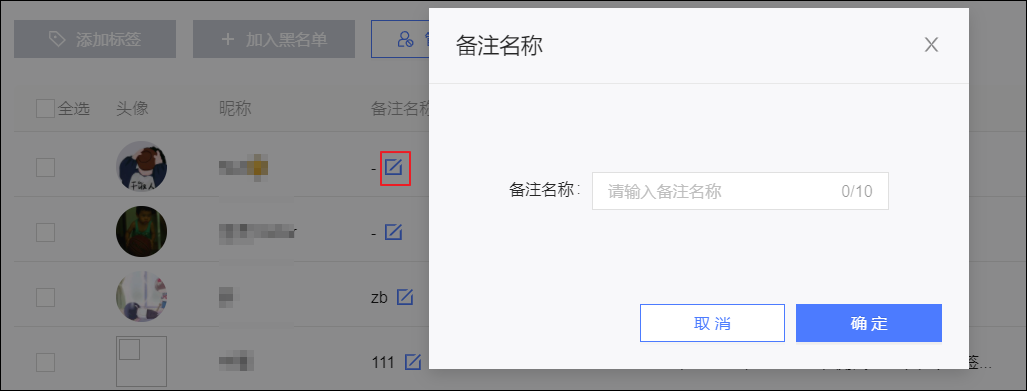 添加标签
加入黑名单
备注名称
全选 头像 昵称 备注名称
-
备注名称: 请输入备注名称 0/10
-
zb
取消 确定
111 签...